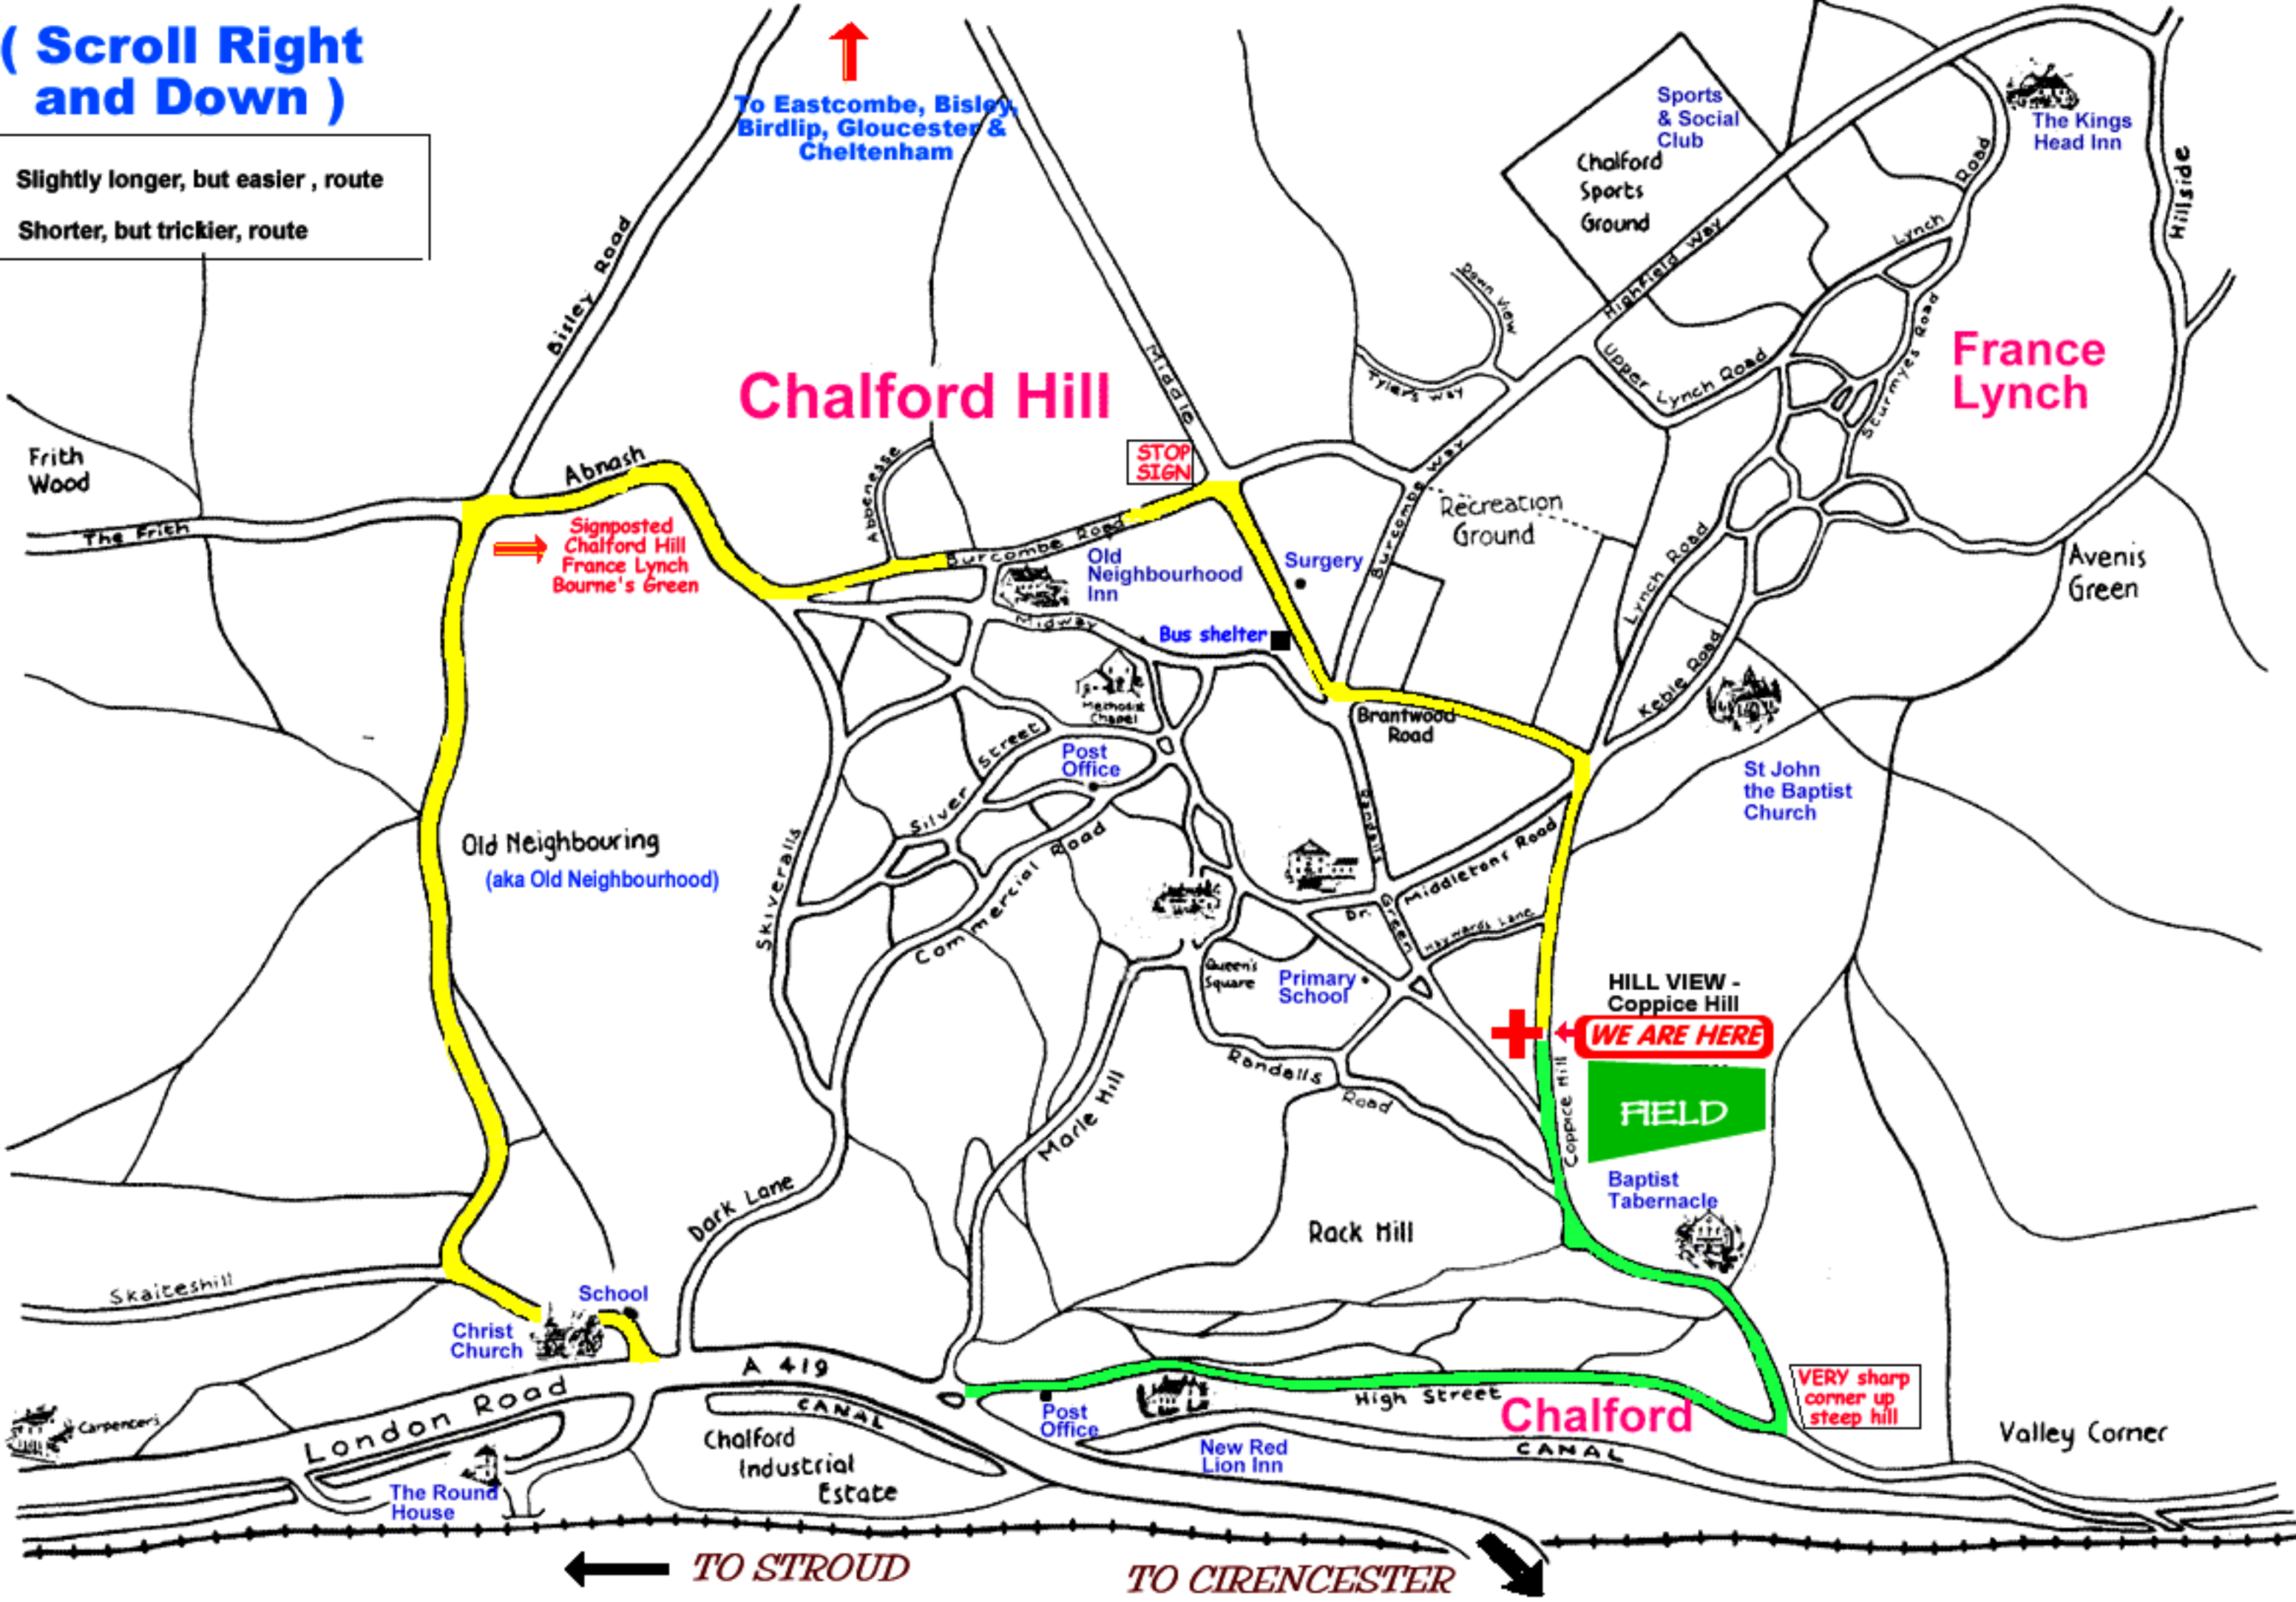 ( Scroll Right
and Down )
Slightly longer, but easier , route
Shorter, but trickier, route
To Eastcombe, Bisley,
Birdlip, Gloucester &
Cheltenham
Sports
& Social
Club
Chalford
Sports
Ground
The Kings
Head Inn
Hillside
Road
Lynch
Highfield Way
Down View
Bisley Road
Middle
Tylers Way
Upper Lynch Road
Sturmyes Road
France
Lynch
Chalford Hill
STOP
SIGN
Frith
Wood
Abnash
Abbenesse
The Frith
Signposted
Chalford Hill
France Lynch
Bourne's Green
Burcombe Road
Burcombe Way
Recreation
Ground
Old
Neighbourhood
Inn
Surgery
Lynch Road
Avenis
Green
Midway
Bus shelter
Keble Road
Methodist
Chapel
Brantwood
Road
Silver Street
Post
Office
St John
the Baptist
Church
Old Neighbouring
(aka Old Neighbourhood)
Skiveralls
Commercial Road
Randalls
Green
Middletons Road
Dr.
Haywards Lane
Queen's
Square
Primary
School
HILL VIEW -
Coppice Hill
WE ARE HERE
Coppice Hill
FIELD
Randalls
Road
Marle Hill
Dark Lane
Rack Hill
Baptist
Tabernacle
Skaiteshill
School
Christ
Church
A 419
London Road
Carpenters
CANAL
Post
Office
High Street
Chalford
VERY sharp
corner up
steep hill
Valley Corner
New Red
Lion Inn
CANAL
Chalford
Industrial
Estate
The Round
House
TO STROUD
TO CIRENCESTER